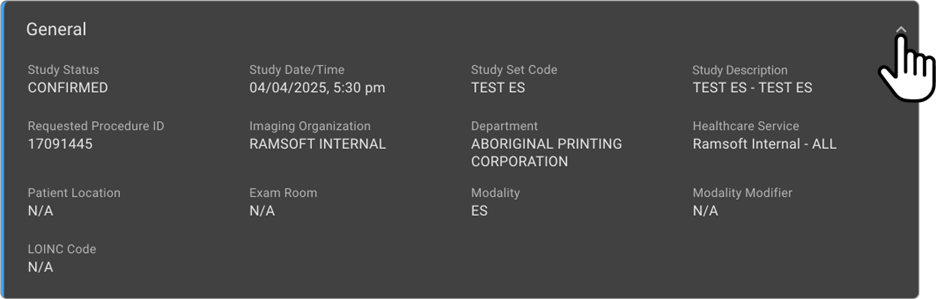 General
Study Status
CONFIRMED
Study Date/Time
04/04/2025, 5:30 pm
Study Set Code
TEST ES
Study Description
TEST ES - TEST ES
Requested Procedure ID
17091445
Imaging Organization
RAMSOFT INTERNAL
Department
ABORIGINAL PRINTING
CORPORATION
Healthcare Service
Ramsoft Internal - ALL
Patient Location
N/A
Exam Room
N/A
Modality
ES
Modality Modifier
N/A
LOINC Code
N/A